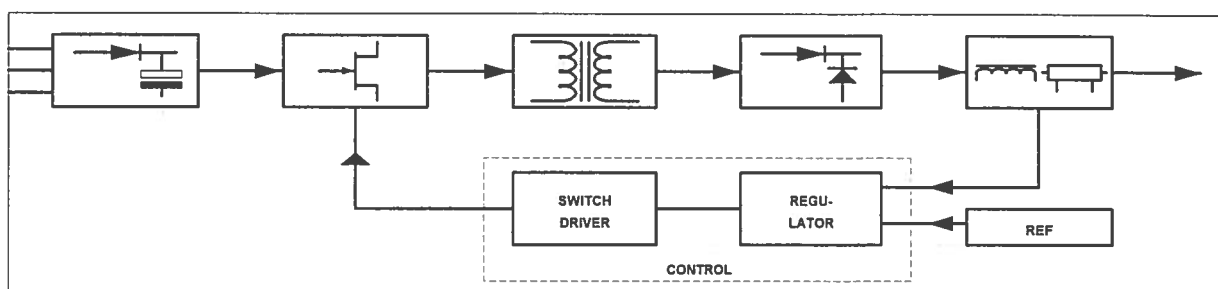 SWITCH
DRIVER
REGU-
LATOR
REF
CONTROL